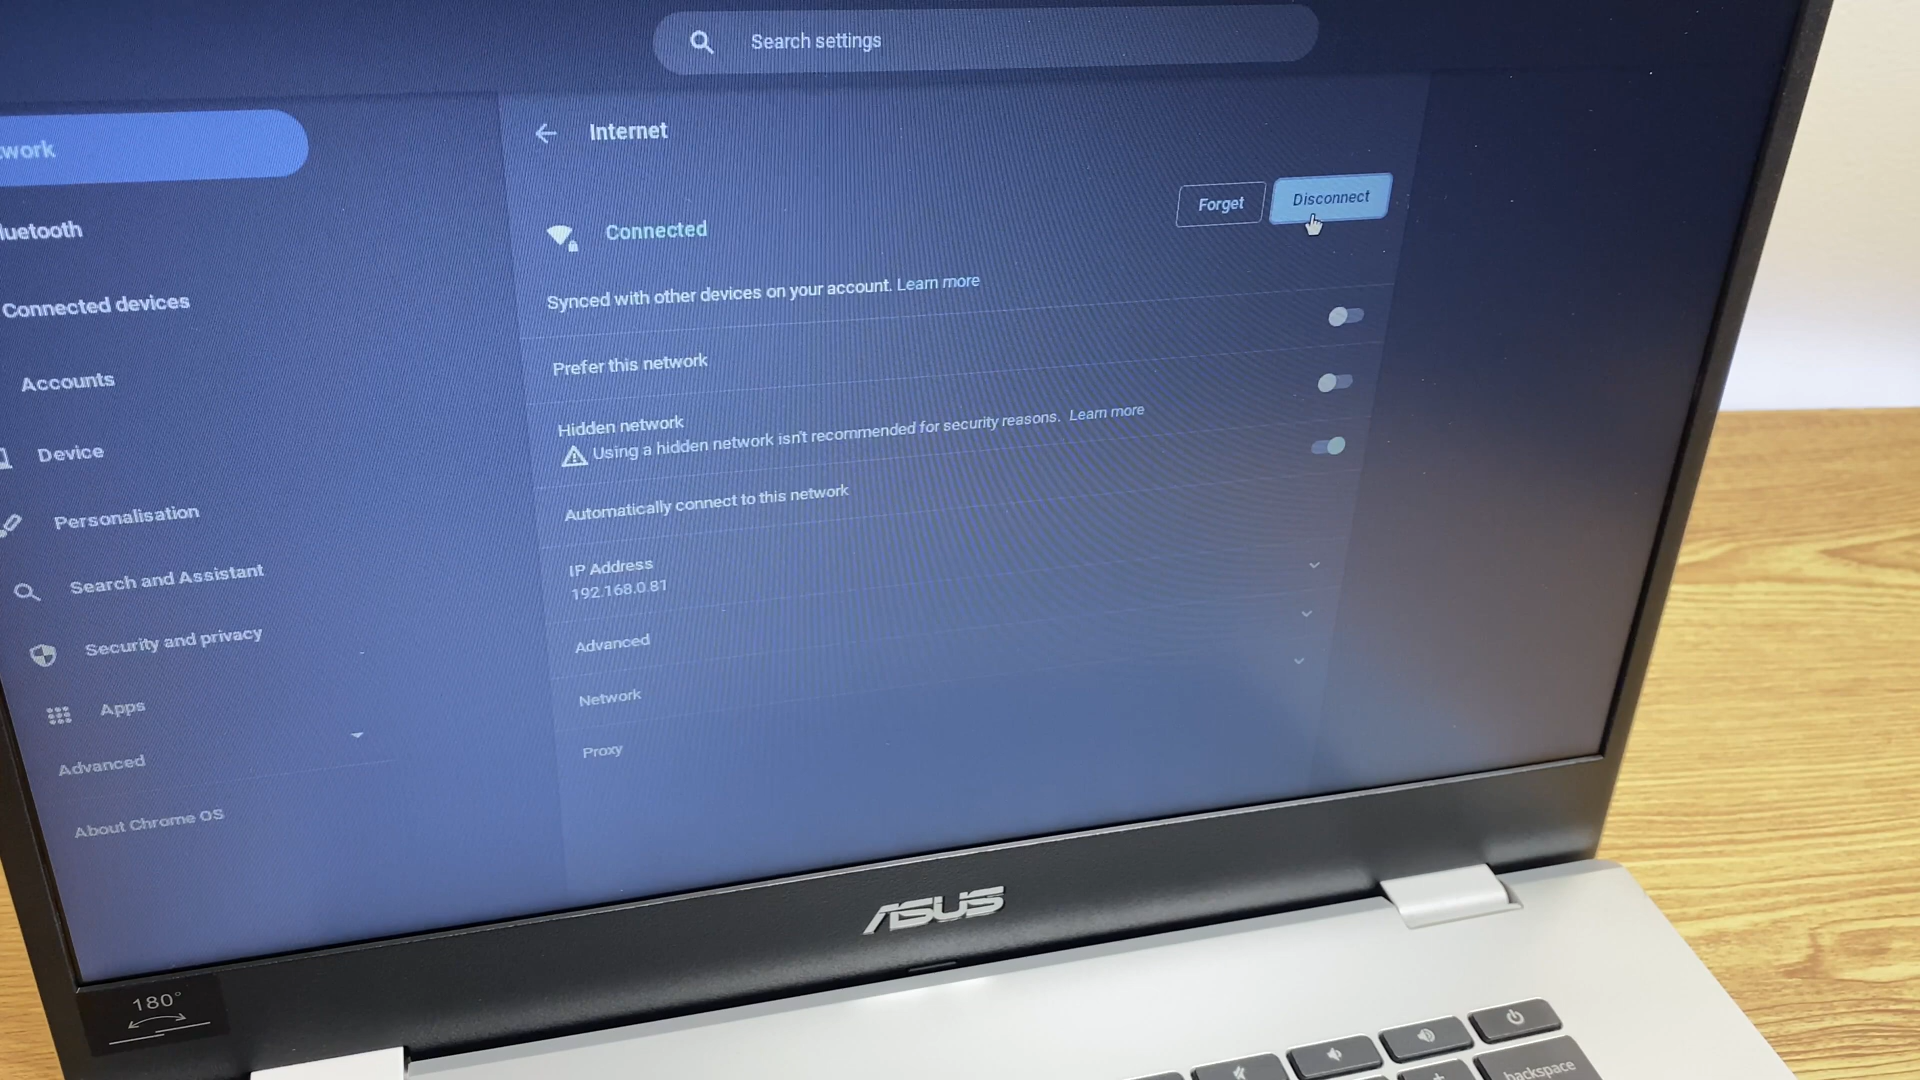 Search settings
work
Internet
luetooth
Forget
Disconnect
Connected
Connected devices
Synced with other devices on your account. Learn more
Accounts
Prefer this network
Device
Hidden network
Using a hidden network isn't recommended for security reasons. Learn more
Personalisation
Automatically connect to this network
Search and Assistant
IP Address
192.168.0.81
Security and privacy
Advanced
Apps
Network
Advanced
Proxy
About Chrome OS
ASUS
180°
backspace